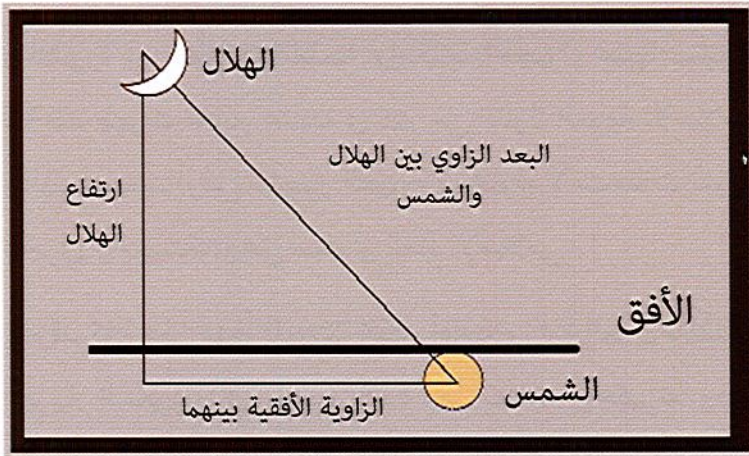 الهلال
البعد الزاوي بين الهلال
والشمس
ارتفاع
الهلال
الأفق
الشمس
الزاوية الأفقية بينهما